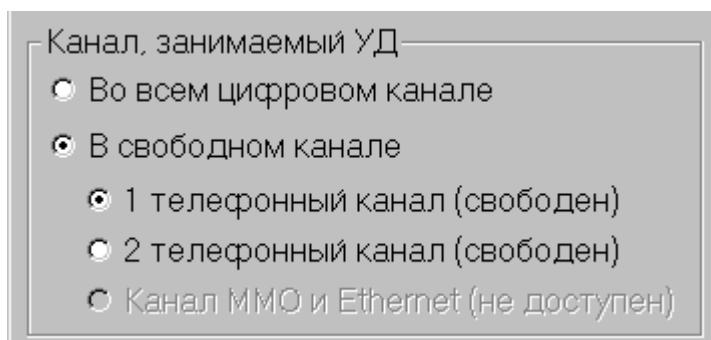 Канал, занимаемый УД
Во всем цифровом канале
В свободном канале
1 телефонный канал (свободен)
2 телефонный канал (свободен)
Канал ММО и Ethernet (не доступен)